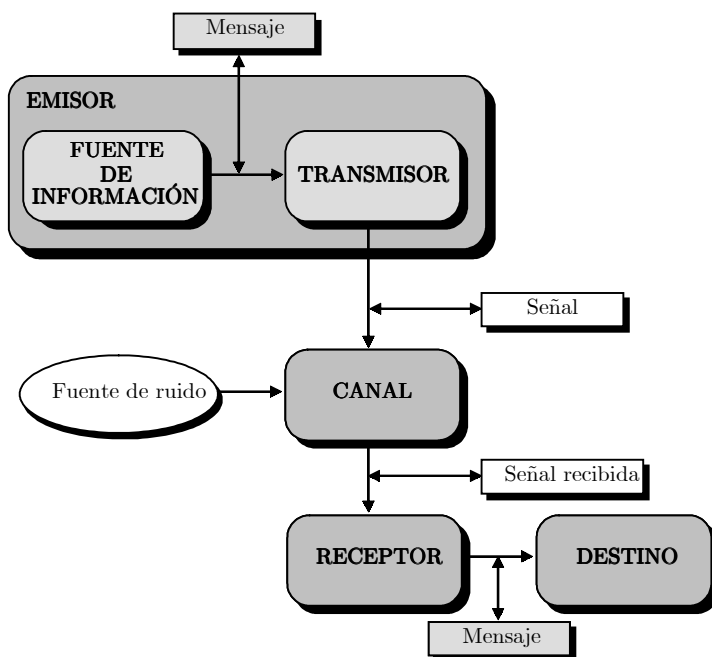 Mensaje
EMISOR
FUENTE
DE
INFORMACIÓN
TRANSMISOR
Señal
Fuente de ruido
CANAL
Señal recibida
RECEPTOR
DESTINO
Mensaje